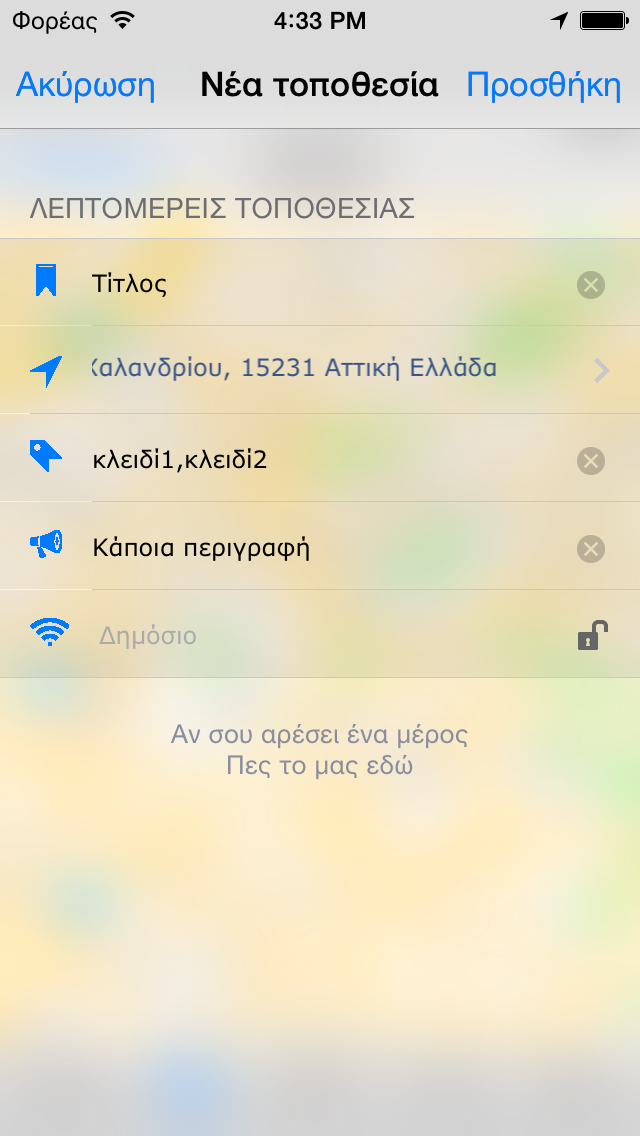 Φορέας 4:33 PM
Ακύρωση Νέα τοποθεσία Προσθήκη
ΛΕΠΤΟΜΕΡΕΙΣ ΤΟΠΟΘΕΣΙΑΣ
Τίτλος
Χαλανδρίου, 15231 Αττική Ελλάδα
κλειδί1,κλειδί2
Κάποια περιγραφή
Δημόσιο
Αν σου αρέσει ένα μέρος
Πες το μας εδώ